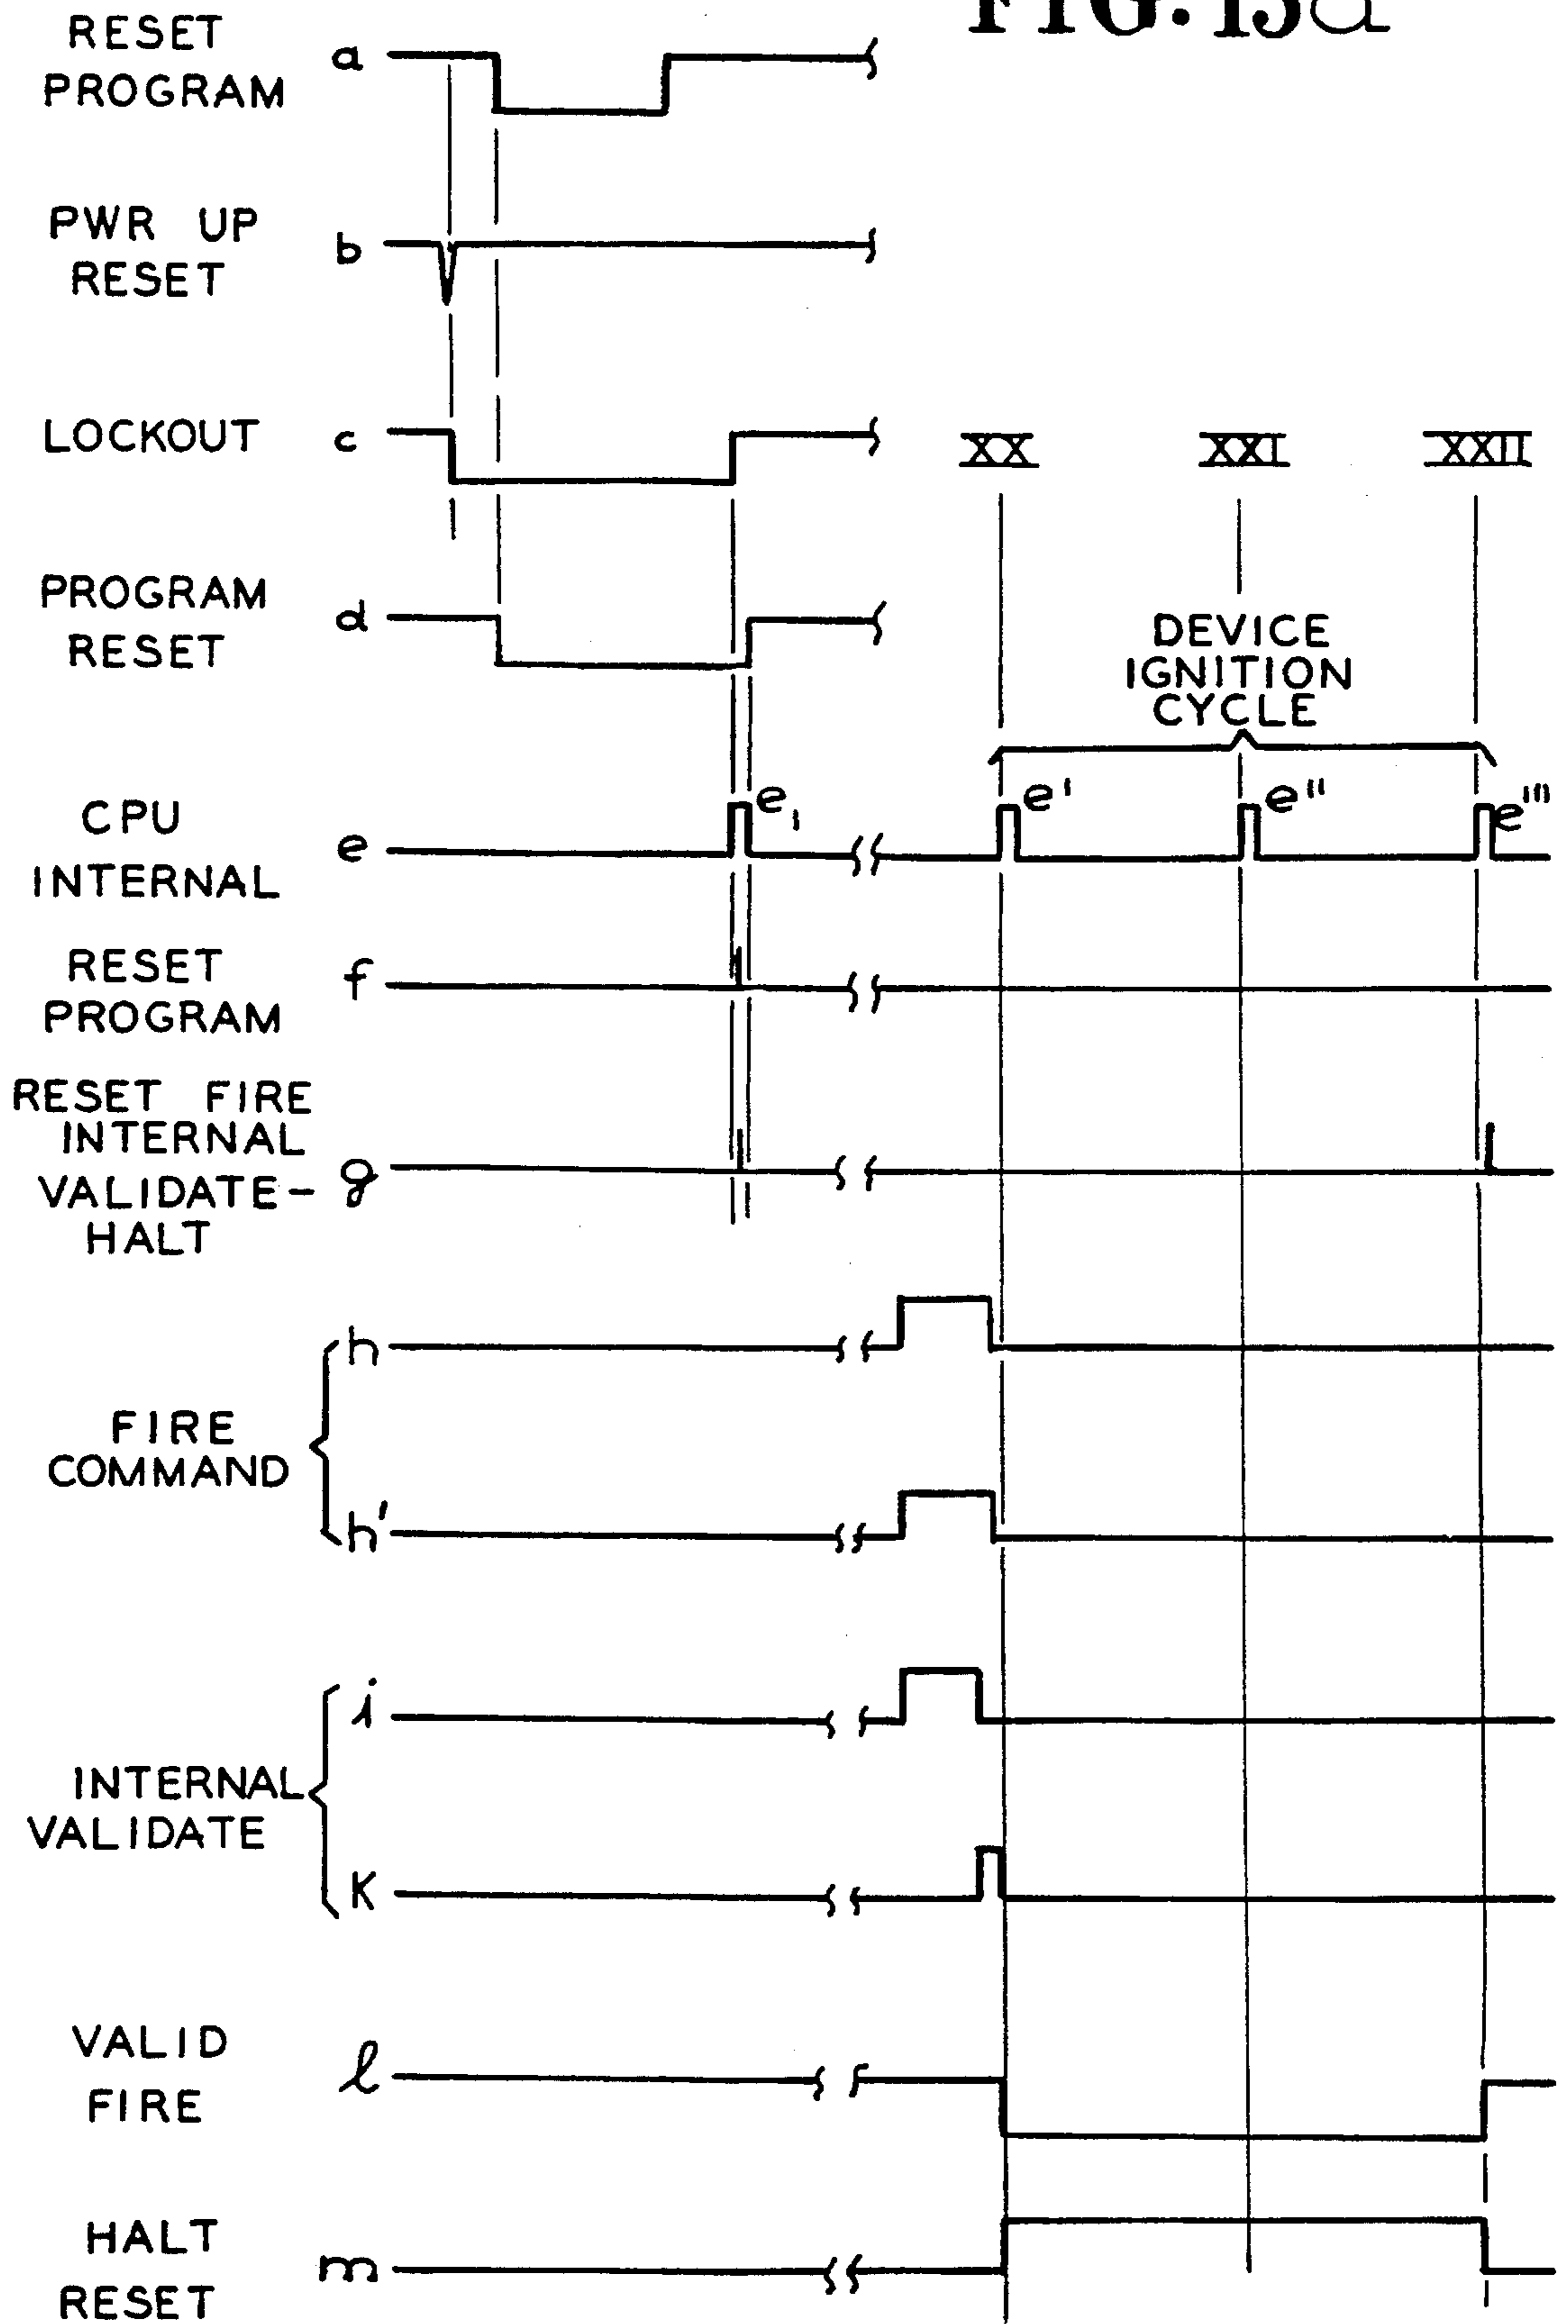 FIG. 15a
RESET
PROGRAM
a
PWR UP
RESET
b
LOCKOUT
c
XX
XXI
XXII
PROGRAM
RESET
d
DEVICE
IGNITION
CYCLE
CPU
INTERNAL
e
e₁
e'
e''
e'''
RESET
PROGRAM
f
RESET FIRE
INTERNAL
VALIDATE-
HALT
g
FIRE
COMMAND
h
h'
INTERNAL
VALIDATE
i
K
VALID
FIRE
l
HALT
RESET
m